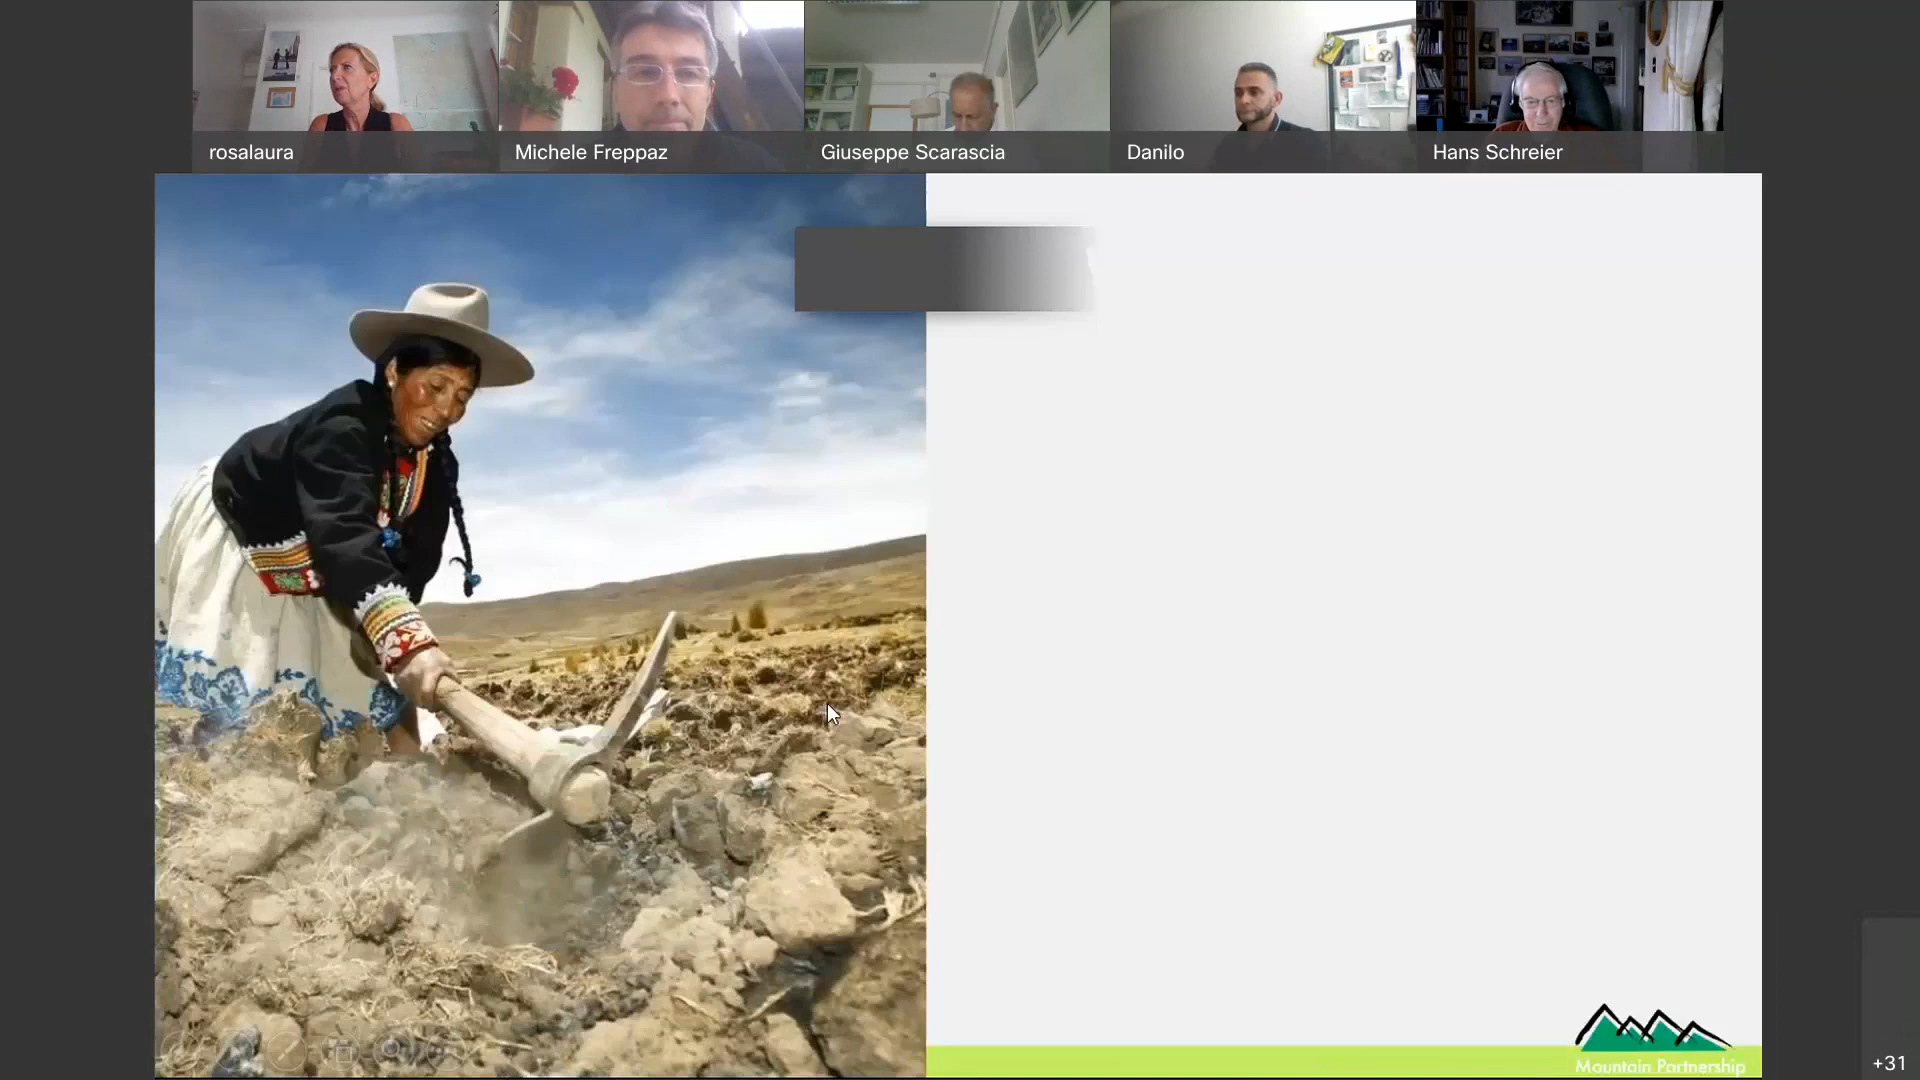 rosalaura
Michele Freppaz
Giuseppe Scarascia
Danilo
Hans Schreier
Mountain Partnership
+31